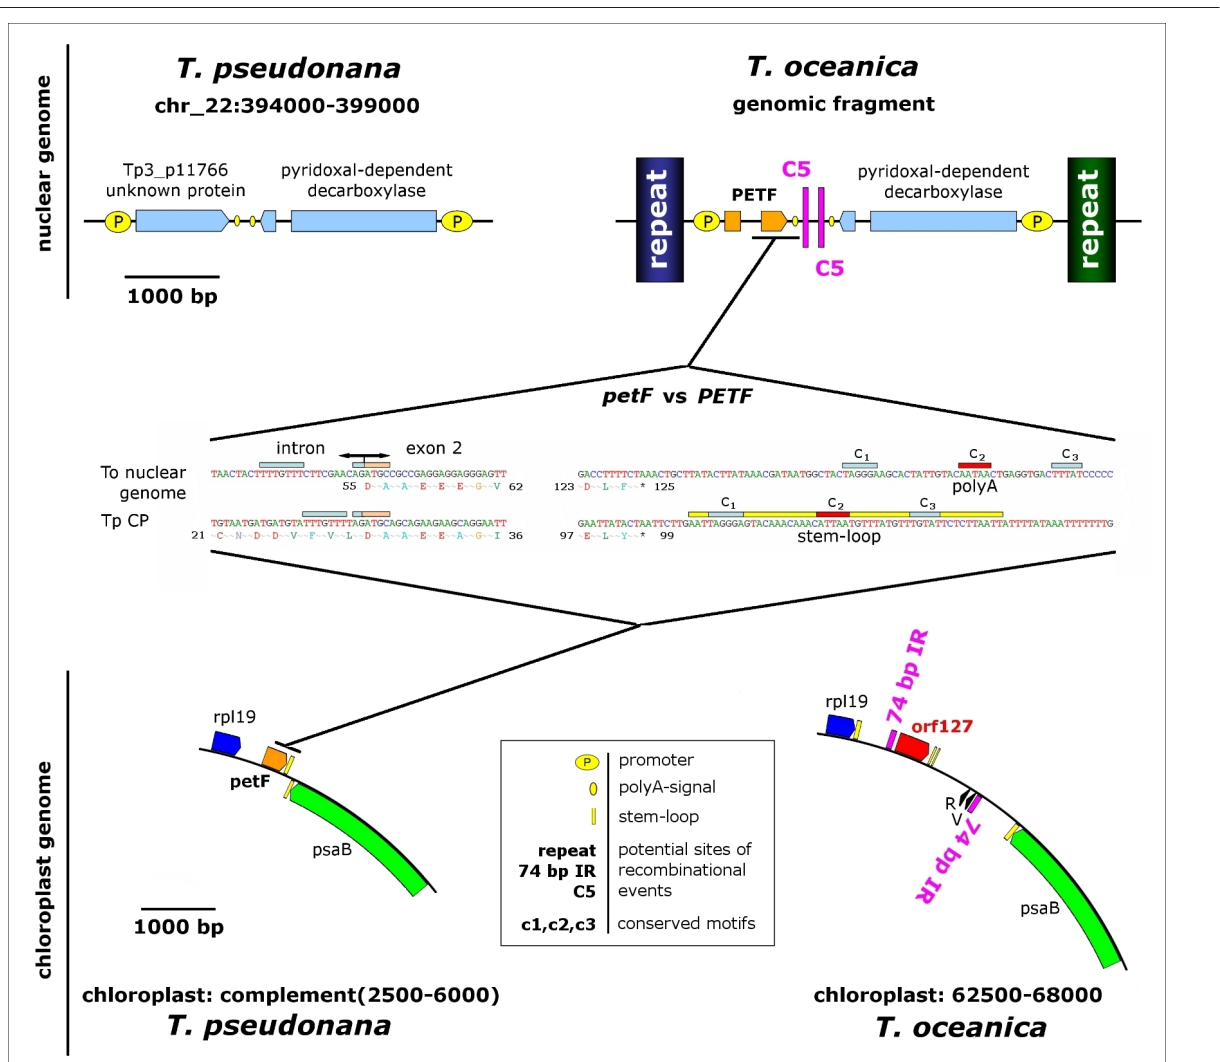 nuclear genome
T. pseudonana
chr_22:394000-399000
Tp3_p11766
unknown protein
pyridoxal-dependent
decarboxylase
P
P
1000 bp
T. oceanica
genomic fragment
repeat
P
PETF
C5
C5
pyridoxal-dependent
decarboxylase
P
repeat
petF vs PETF
intron
exon 2
c1
c2
c3
To nuclear
genome
TAACTACTTTTGTTTCTTCGAACAGATGCCGCCGAGGAGGAGGGAGTT
GACCTTTTCTAAACTGCTTATACTTATAAACGATAATGGCTACTAGGGAAGCACTATTGTACAATAACTGAGGTGACTTTATCCCCC
55 D~~A~~A~~E~~E~~E~~G~~V 62
123 D~~L~~F~~* 125
polyA
Tp CP
c1
c2
c3
TGTAATGATGATGTATTTGTTTTAGATGCAGCAGAAGAAGCAGGAATT
GAATTATACTAATTCTTGAATTAGGGAGTACAAACAAACATTAATGTTTATGTTTGTATTCTCTTAATTATTTTATAAATTTTTTTG
21 C~~N~~D~~D~~V~~F~~V~~L~~D~~A~~A~~E~~E~~A~~G~~I 36
97 E~~L~~Y~~* 99
stem-loop
chloroplast genome
rpl19
petF
psaB
1000 bp
chloroplast: complement(2500-6000)
T. pseudonana
P promoter
polyA-signal
stem-loop
repeat potential sites of
74 bp IR recombinational
C5 events
c1,c2,c3 conserved motifs
rpl19
74 bp IR
orf127
R
V
74 bp IR
psaB
chloroplast: 62500-68000
T. oceanica